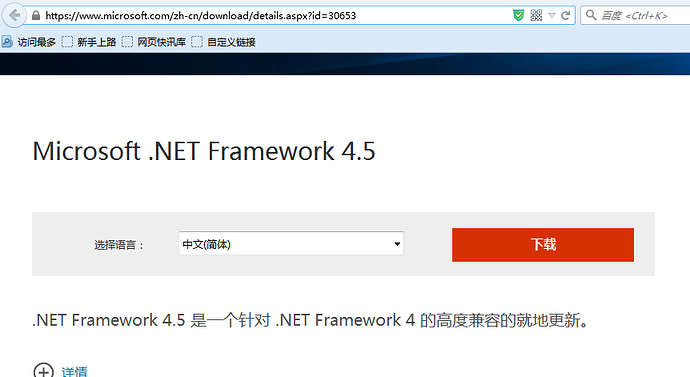 https://www.microsoft.com/zh-cn/download/details.aspx?id=30653
百度 <Ctrl+K>
访问最多 新手上路 网页快讯库 自定义链接
Microsoft .NET Framework 4.5
选择语言： 中文(简体) 下载
.NET Framework 4.5 是一个针对 .NET Framework 4 的高度兼容的就地更新。
详情